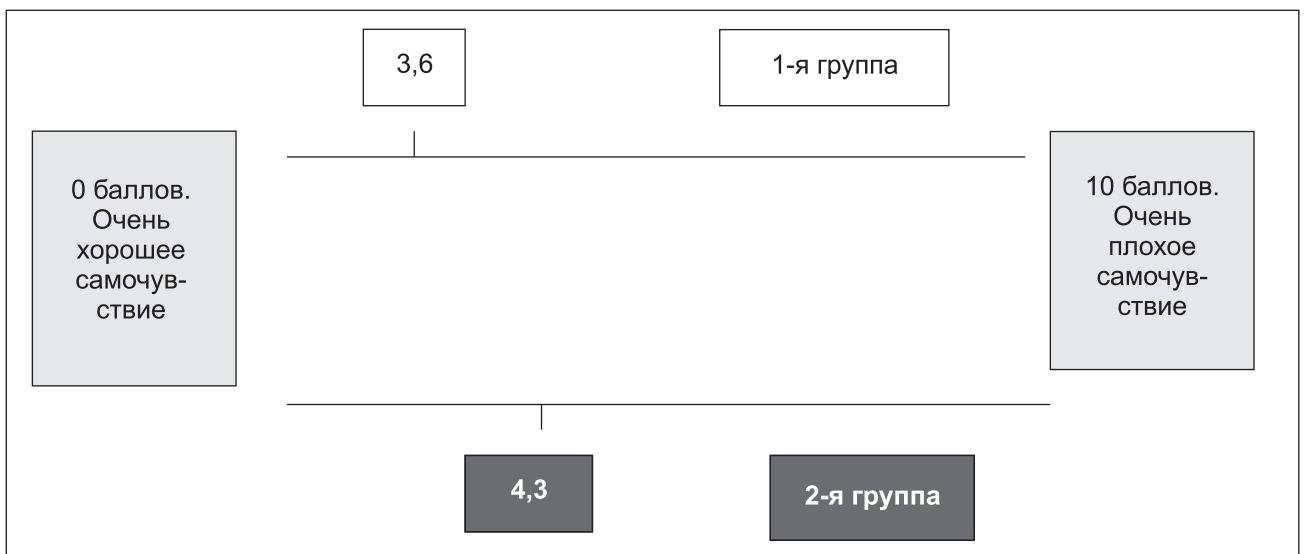 3,6
1-я группа
0 баллов.
Очень
хорошее
самочув-
ствие
10 баллов.
Очень
плохое
самочув-
ствие
4,3
2-я группа